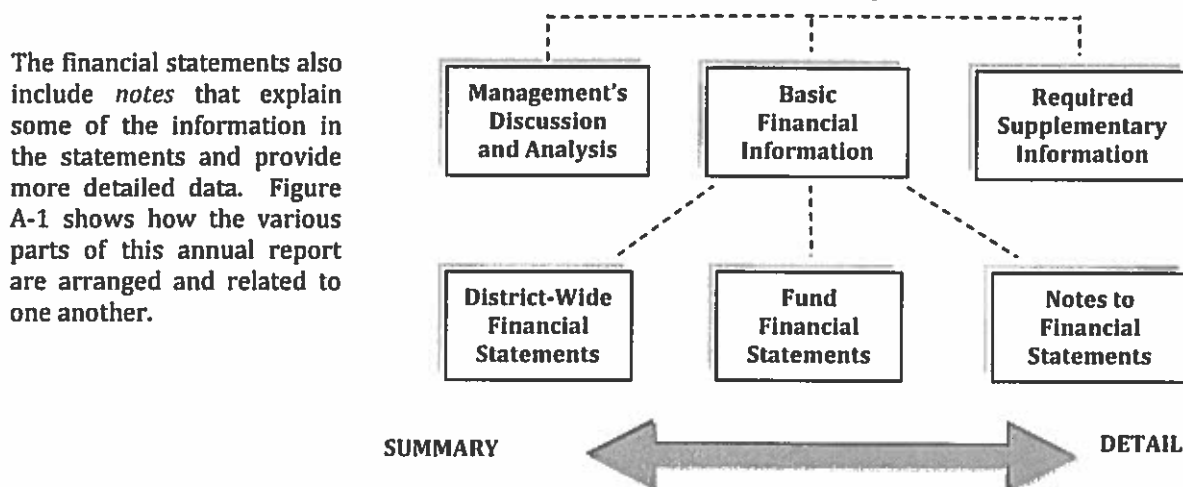 The financial statements also
include notes that explain
some of the information in
the statements and provide
more detailed data. Figure
A-1 shows how the various
parts of this annual report
are arranged and related to
one another.
Management's
Discussion
and Analysis
Basic
Financial
Information
Required
Supplementary
Information
District-Wide
Financial
Statements
Fund
Financial
Statements
Notes to
Financial
Statements
SUMMARY
DETAIL